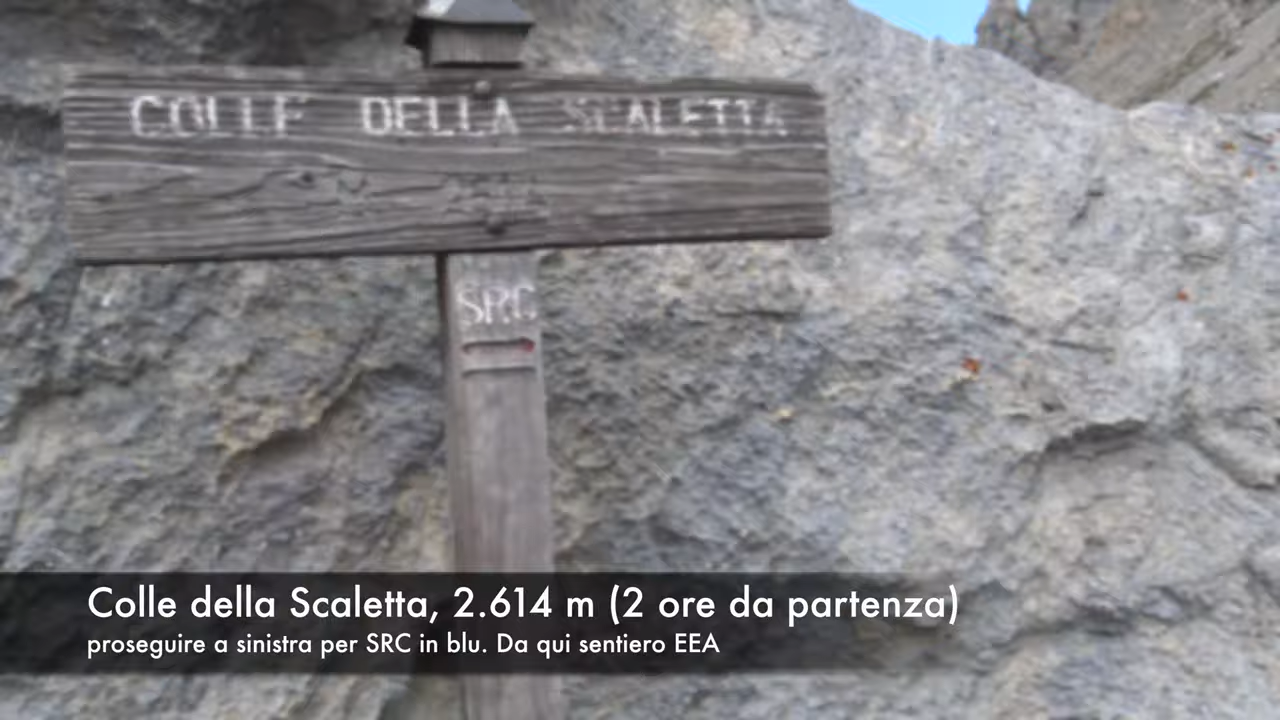 COLLE DELLA SCALETTA
SRC
Colle della Scaletta, 2.614 m (2 ore da partenza)
proseguire a sinistra per SRC in blu. Da qui sentiero EEA